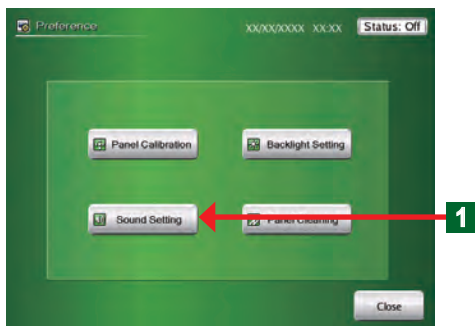 Preference
XX/XX/XXXX XX:XX
Status: Off
Panel Calibration
Backlight Setting
Sound Setting
Panel Cleaning
1
Close